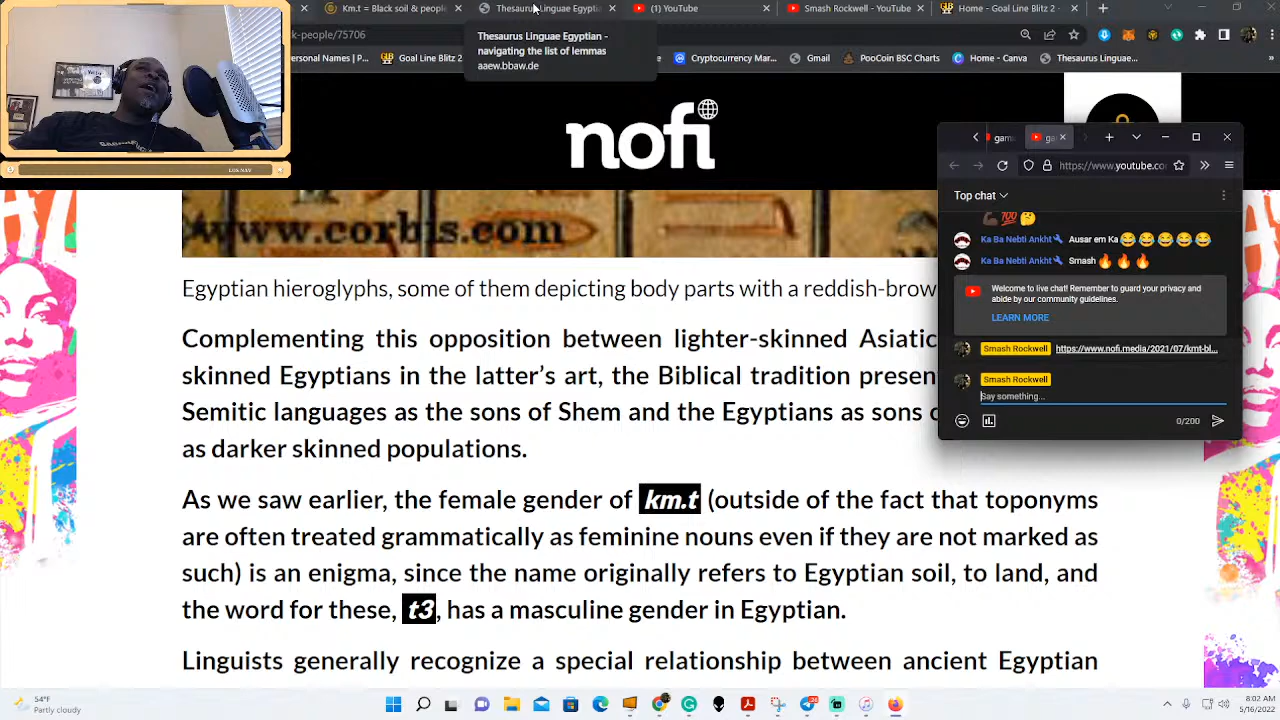 Km.t = Black soil & people
Thesaurus Linguae Egyptia
(1) YouTube
Smash Rockwell - YouTube
Home - Goal Line Blitz 2 -
k-people/75706
Thesaurus Linguae Egyptian -
navigating the list of lemmas
aaew.bbaw.de
ersonal Names | P...
Goal Line Blitz 2
Cryptocurrency Mar...
Gmail
PooCoin BSC Charts
Home - Canva
Thesaurus Linguae...
nofi
https://www.youtube.co
Top chat
Ka Ba Nebti Ankht Ausar em Ka 😂😂😂😂😂
Ka Ba Nebti Ankht Smash 🔥🔥🔥
Welcome to live chat! Remember to guard your privacy and
abide by our community guidelines.
LEARN MORE
Smash Rockwell https://www.nofi.media/2021/07/kmt-bl...
Smash Rockwell
Say something...
0/200
www.corbis.com
Egyptian hieroglyphs, some of them depicting body parts with a reddish-brow
Complementing this opposition between lighter-skinned Asiatic
skinned Egyptians in the latter's art, the Biblical tradition presen
Semitic languages as the sons of Shem and the Egyptians as sons
as darker skinned populations.
As we saw earlier, the female gender of km.t (outside of the fact that toponyms
are often treated grammatically as feminine nouns even if they are not marked as
such) is an enigma, since the name originally refers to Egyptian soil, to land, and
the word for these, t3, has a masculine gender in Egyptian.
Linguists generally recognize a special relationship between ancient Egyptian
54°F
Partly cloudy
8:02 AM
5/16/2022